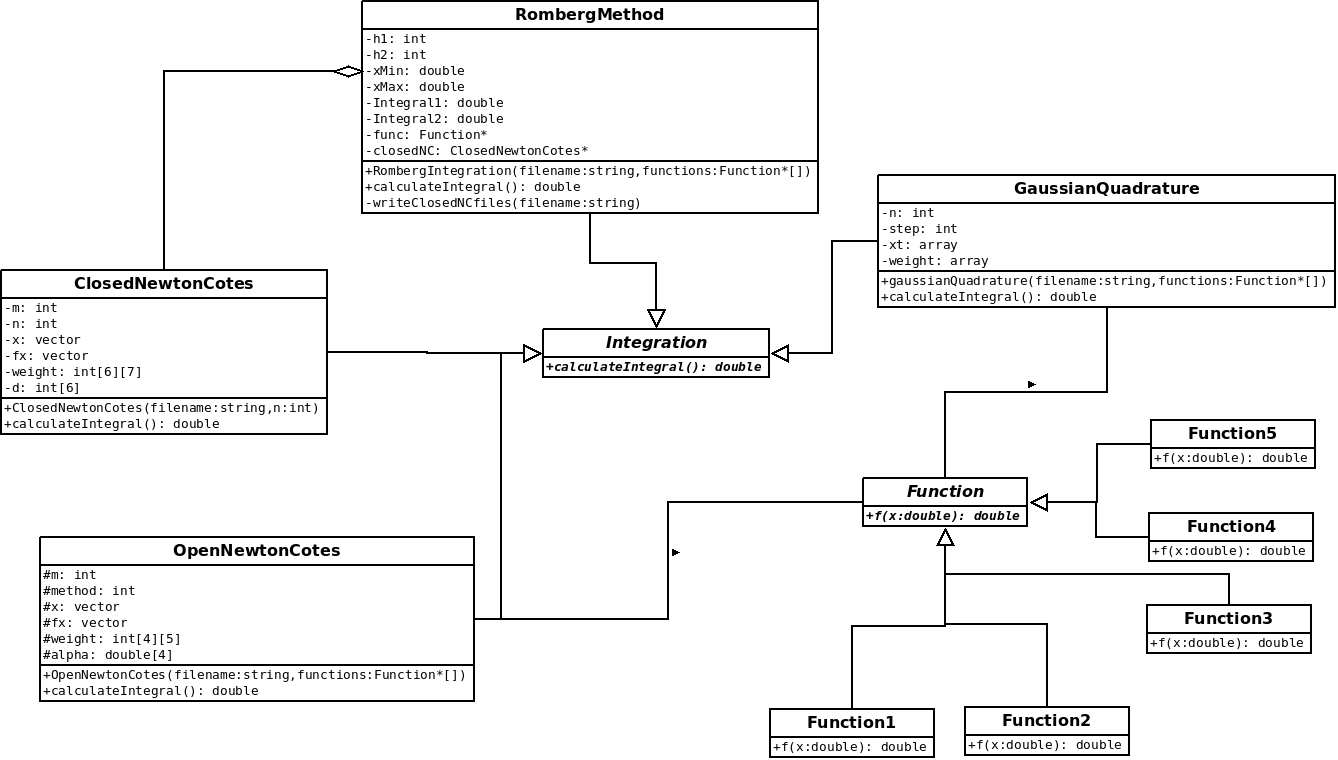 RombergMethod
-h1: int
-h2: int
-xMin: double
-xMax: double
-Integral1: double
-Integral2: double
-func: Function*
-closedNC: ClosedNewtonCotes*
+RombergIntegration(filename:string,functions:Function*[])
+calculateIntegral(): double
-writeClosedNCfiles(filename:string)
GaussianQuadrature
-n: int
-step: int
-xt: array
-weight: array
+gaussianQuadrature(filename:string,functions:Function*[])
+calculateIntegral(): double
ClosedNewtonCotes
-m: int
-n: int
-x: vector
-fx: vector
-weight: int[6][7]
-d: int[6]
+ClosedNewtonCotes(filename:string,n:int)
+calculateIntegral(): double
Integration
+calculateIntegral(): double
Function5
+f(x:double): double
Function
+f(x:double): double
Function4
+f(x:double): double
OpenNewtonCotes
#m: int
#method: int
#x: vector
#fx: vector
#weight: int[4][5]
#alpha: double[4]
+OpenNewtonCotes(filename:string,functions:Function*[])
+calculateIntegral(): double
Function3
+f(x:double): double
Function1
+f(x:double): double
Function2
+f(x:double): double